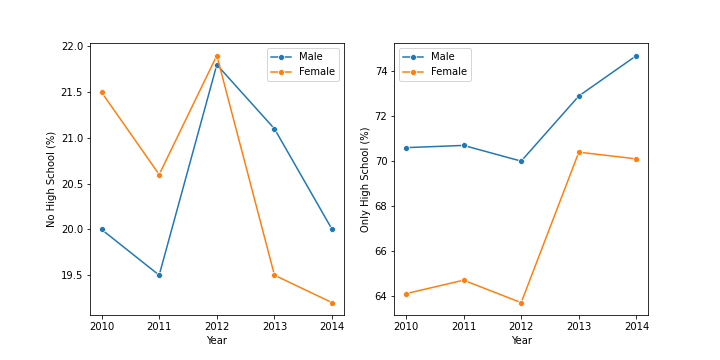 22.0
21.5
21.0
20.5
20.0
19.5
No High School (%)
Male
Female
2010 2011 2012 2013 2014
Year
74
72
70
68
66
64
Only High School (%)
Male
Female
2010 2011 2012 2013 2014
Year